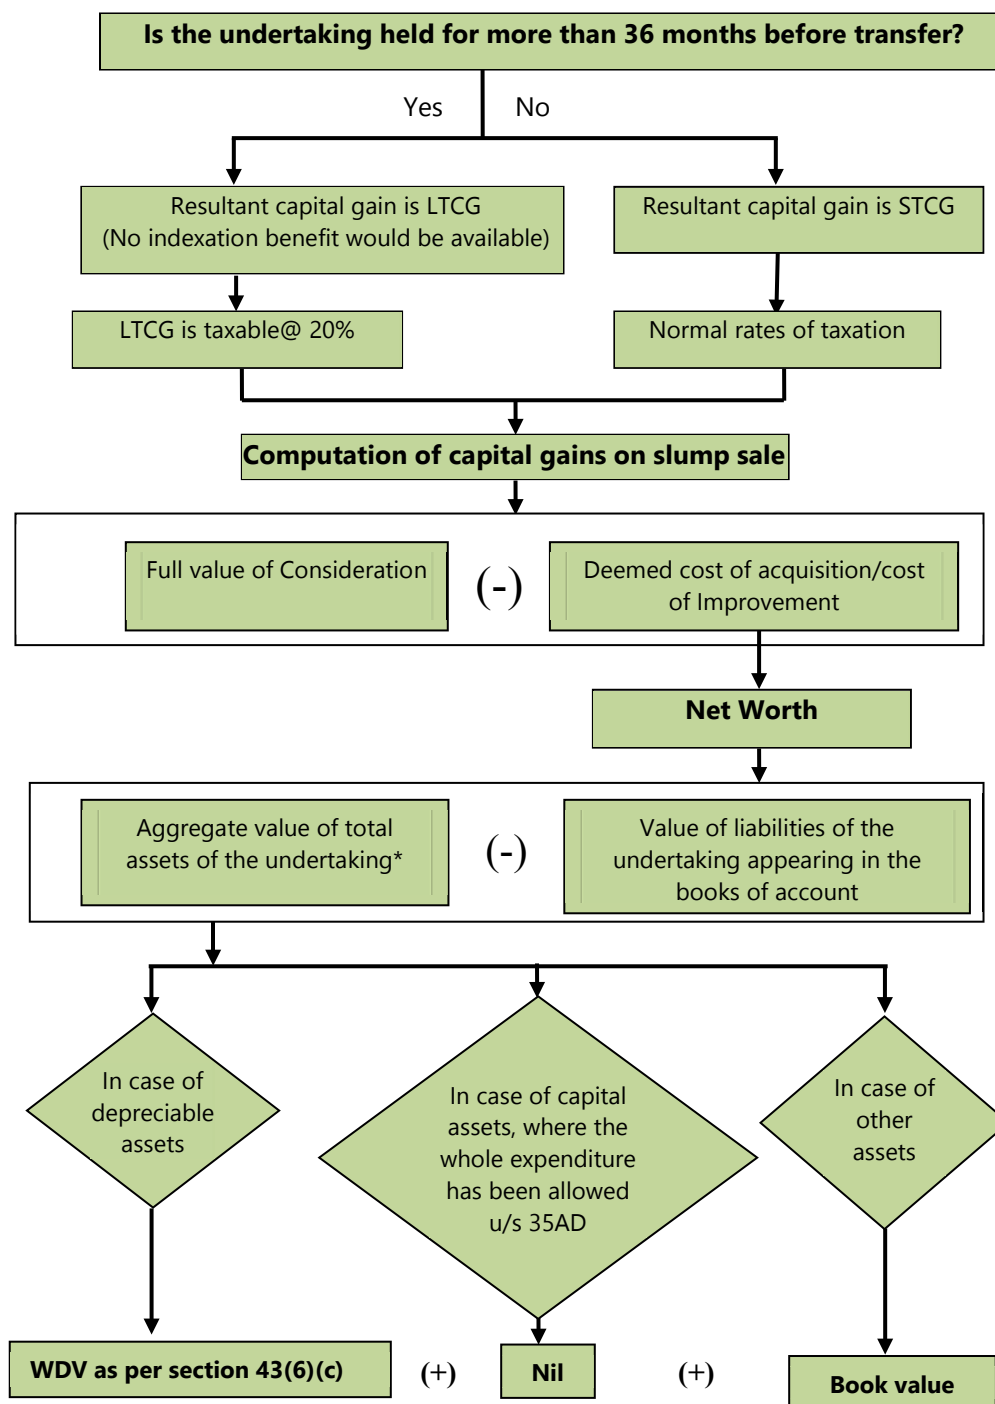 Is the undertaking held for more than 36 months before transfer?
Yes
No
Resultant capital gain is LTCG
(No indexation benefit would be available)
Resultant capital gain is STCG
LTCG is taxable@ 20%
Normal rates of taxation
Computation of capital gains on slump sale
Full value of Consideration
(-)
Deemed cost of acquisition/cost
of Improvement
Net Worth
Aggregate value of total
assets of the undertaking*
(-)
Value of liabilities of the
undertaking appearing in the
books of account
In case of
depreciable
assets
In case of capital
assets, where the
whole expenditure
has been allowed
u/s 35AD
In case of
other
assets
WDV as per section 43(6)(c)
(+)
Nil
(+)
Book value